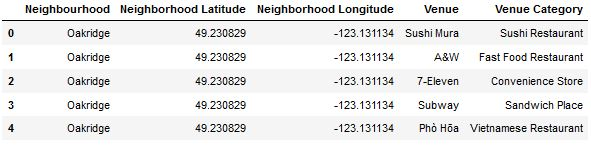 Neighbourhood Neighborhood Latitude Neighborhood Longitude Venue Venue Category
0 Oakridge 49.230829 -123.131134 Sushi Mura Sushi Restaurant
1 Oakridge 49.230829 -123.131134 A&W Fast Food Restaurant
2 Oakridge 49.230829 -123.131134 7-Eleven Convenience Store
3 Oakridge 49.230829 -123.131134 Subway Sandwich Place
4 Oakridge 49.230829 -123.131134 Phò Hõa Vietnamese Restaurant